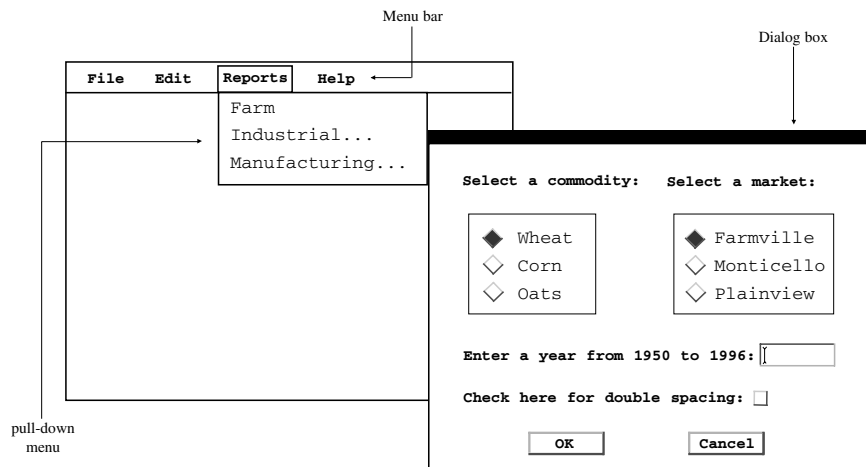 Menu bar
Dialog box
File Edit Reports Help
Farm
Industrial...
Manufacturing...
Select a commodity: Select a market:
Wheat Farmville
Corn Monticello
Oats Plainview
Enter a year from 1950 to 1996:
Check here for double spacing:
OK Cancel
pull-down
menu